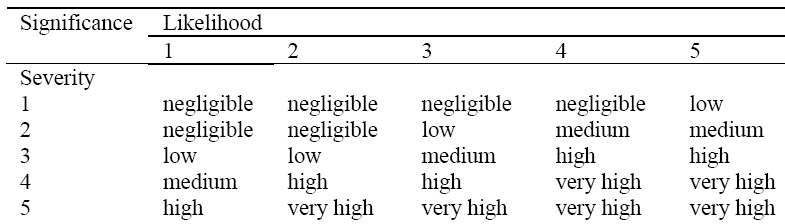 Significance Likelihood
1 2 3 4 5
Severity
1 negligible negligible negligible negligible low
2 negligible negligible low medium medium
3 low low medium high high
4 medium high high very high very high
5 high very high very high very high very high